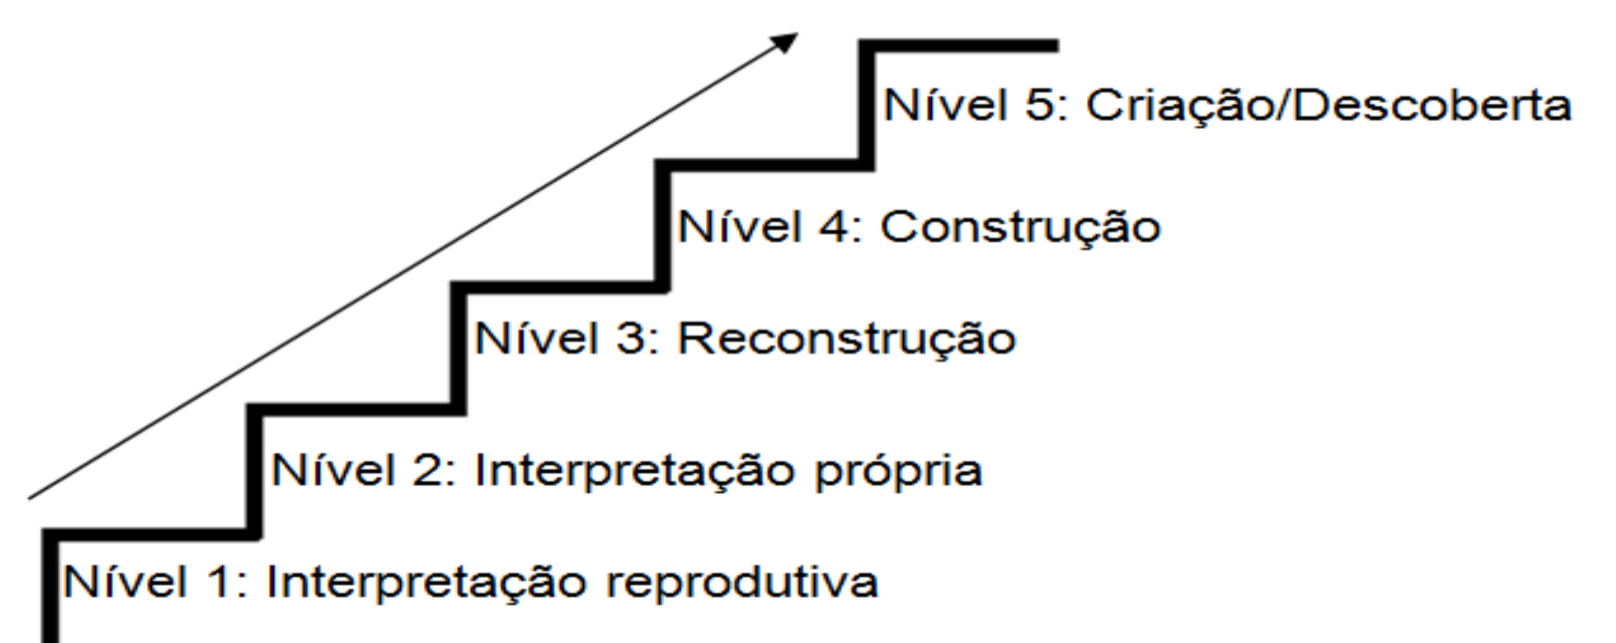 Nível 5: Criação/Descoberta
Nível 4: Construção
Nível 3: Reconstrução
Nível 2: Interpretação própria
Nível 1: Interpretação reprodutiva